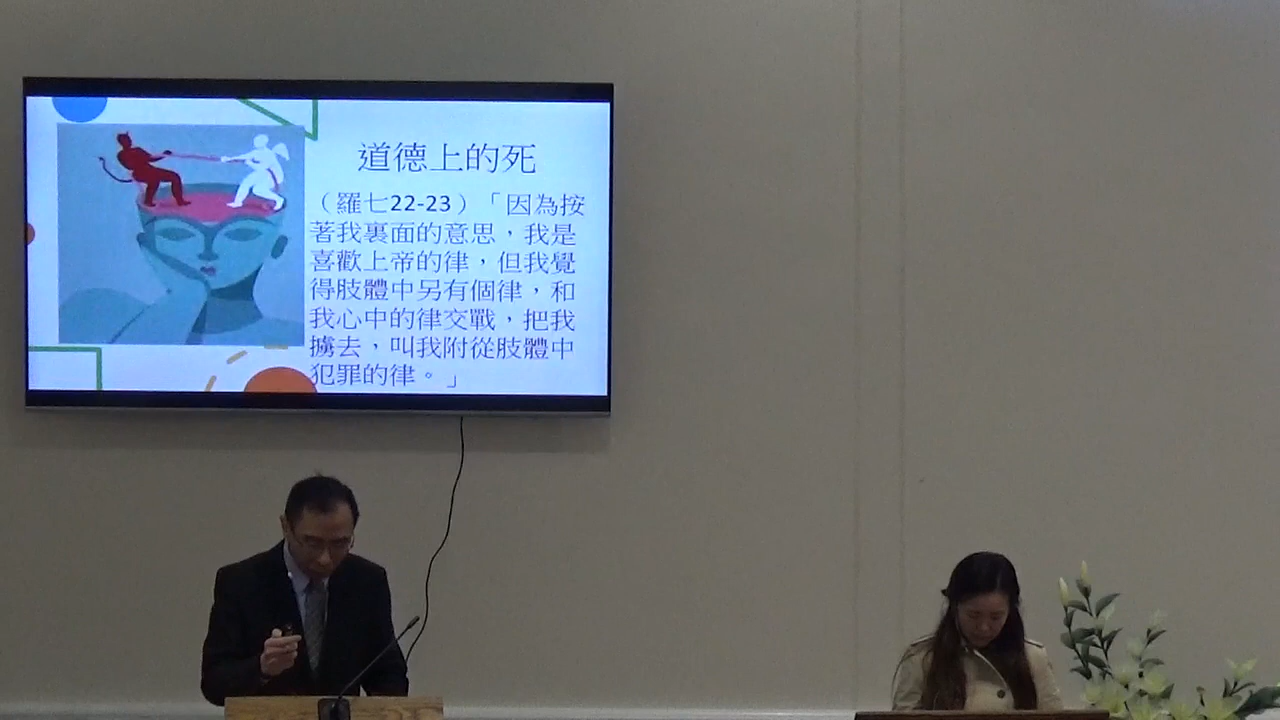 道德上的死
（羅七22-23）「因為按
著我裏面的意思，我是
喜歡上帝的律，但我覺
得肢體中另有個律，和
我心中的律交戰，把我
擄去，叫我附從肢體中
犯罪的律。」